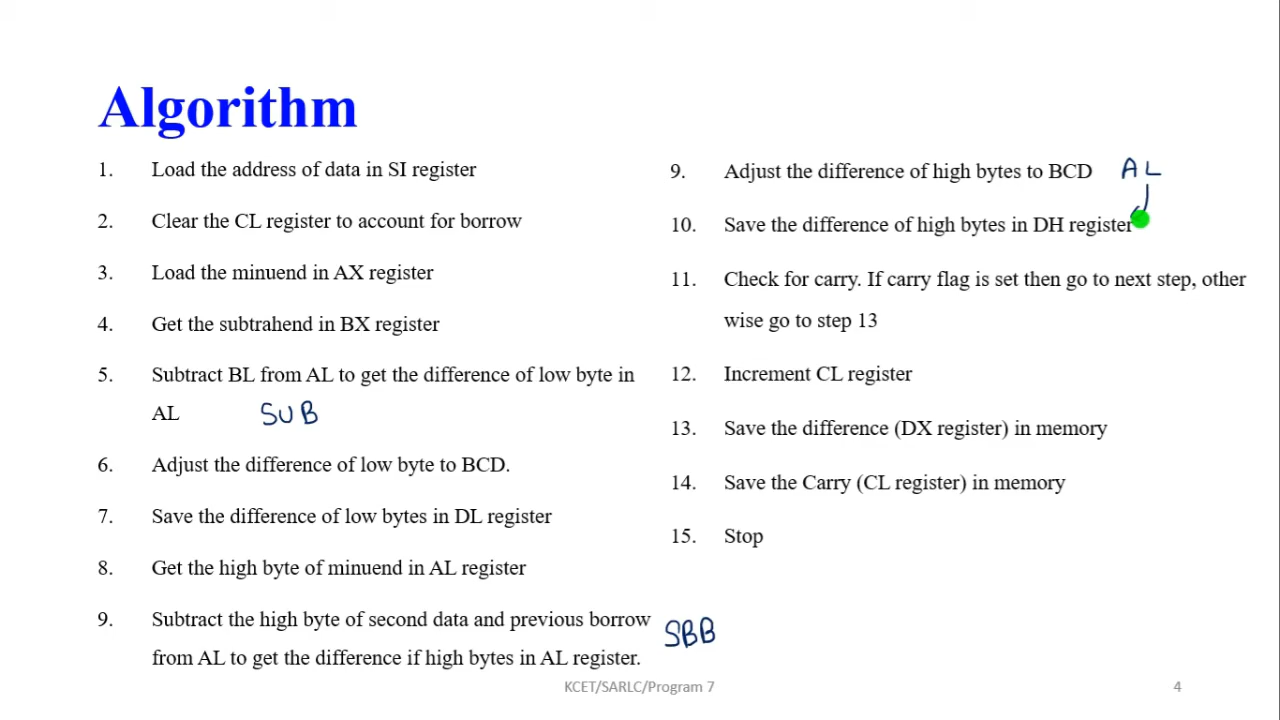 Algorithm
1. Load the address of data in SI register
2. Clear the CL register to account for borrow
3. Load the minuend in AX register
4. Get the subtrahend in BX register
5. Subtract BL from AL to get the difference of low byte in
AL SUB
6. Adjust the difference of low byte to BCD.
7. Save the difference of low bytes in DL register
8. Get the high byte of minuend in AL register
9. Subtract the high byte of second data and previous borrow
SBB
from AL to get the difference if high bytes in AL register.
9. Adjust the difference of high bytes to BCD AL
10. Save the difference of high bytes in DH register
11. Check for carry. If carry flag is set then go to next step, other
wise go to step 13
12. Increment CL register
13. Save the difference (DX register) in memory
14. Save the Carry (CL register) in memory
15. Stop
KCET/SARLC/Program 7
4